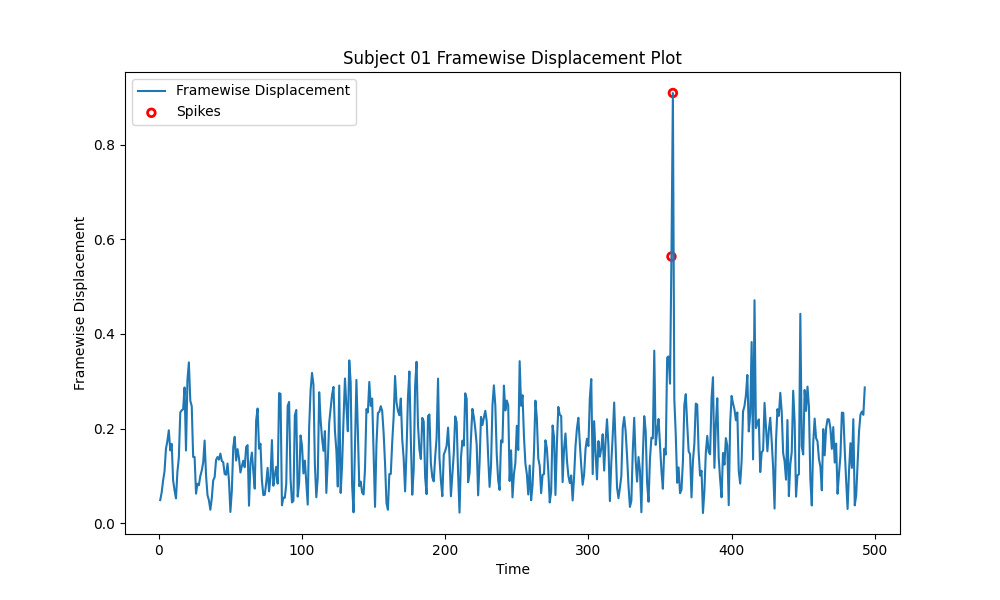 Subject 01 Framewise Displacement Plot
Framewise Displacement
Spikes
Framewise Displacement
0.8
0.6
0.4
0.2
0.0
0
100
200
300
400
500
Time